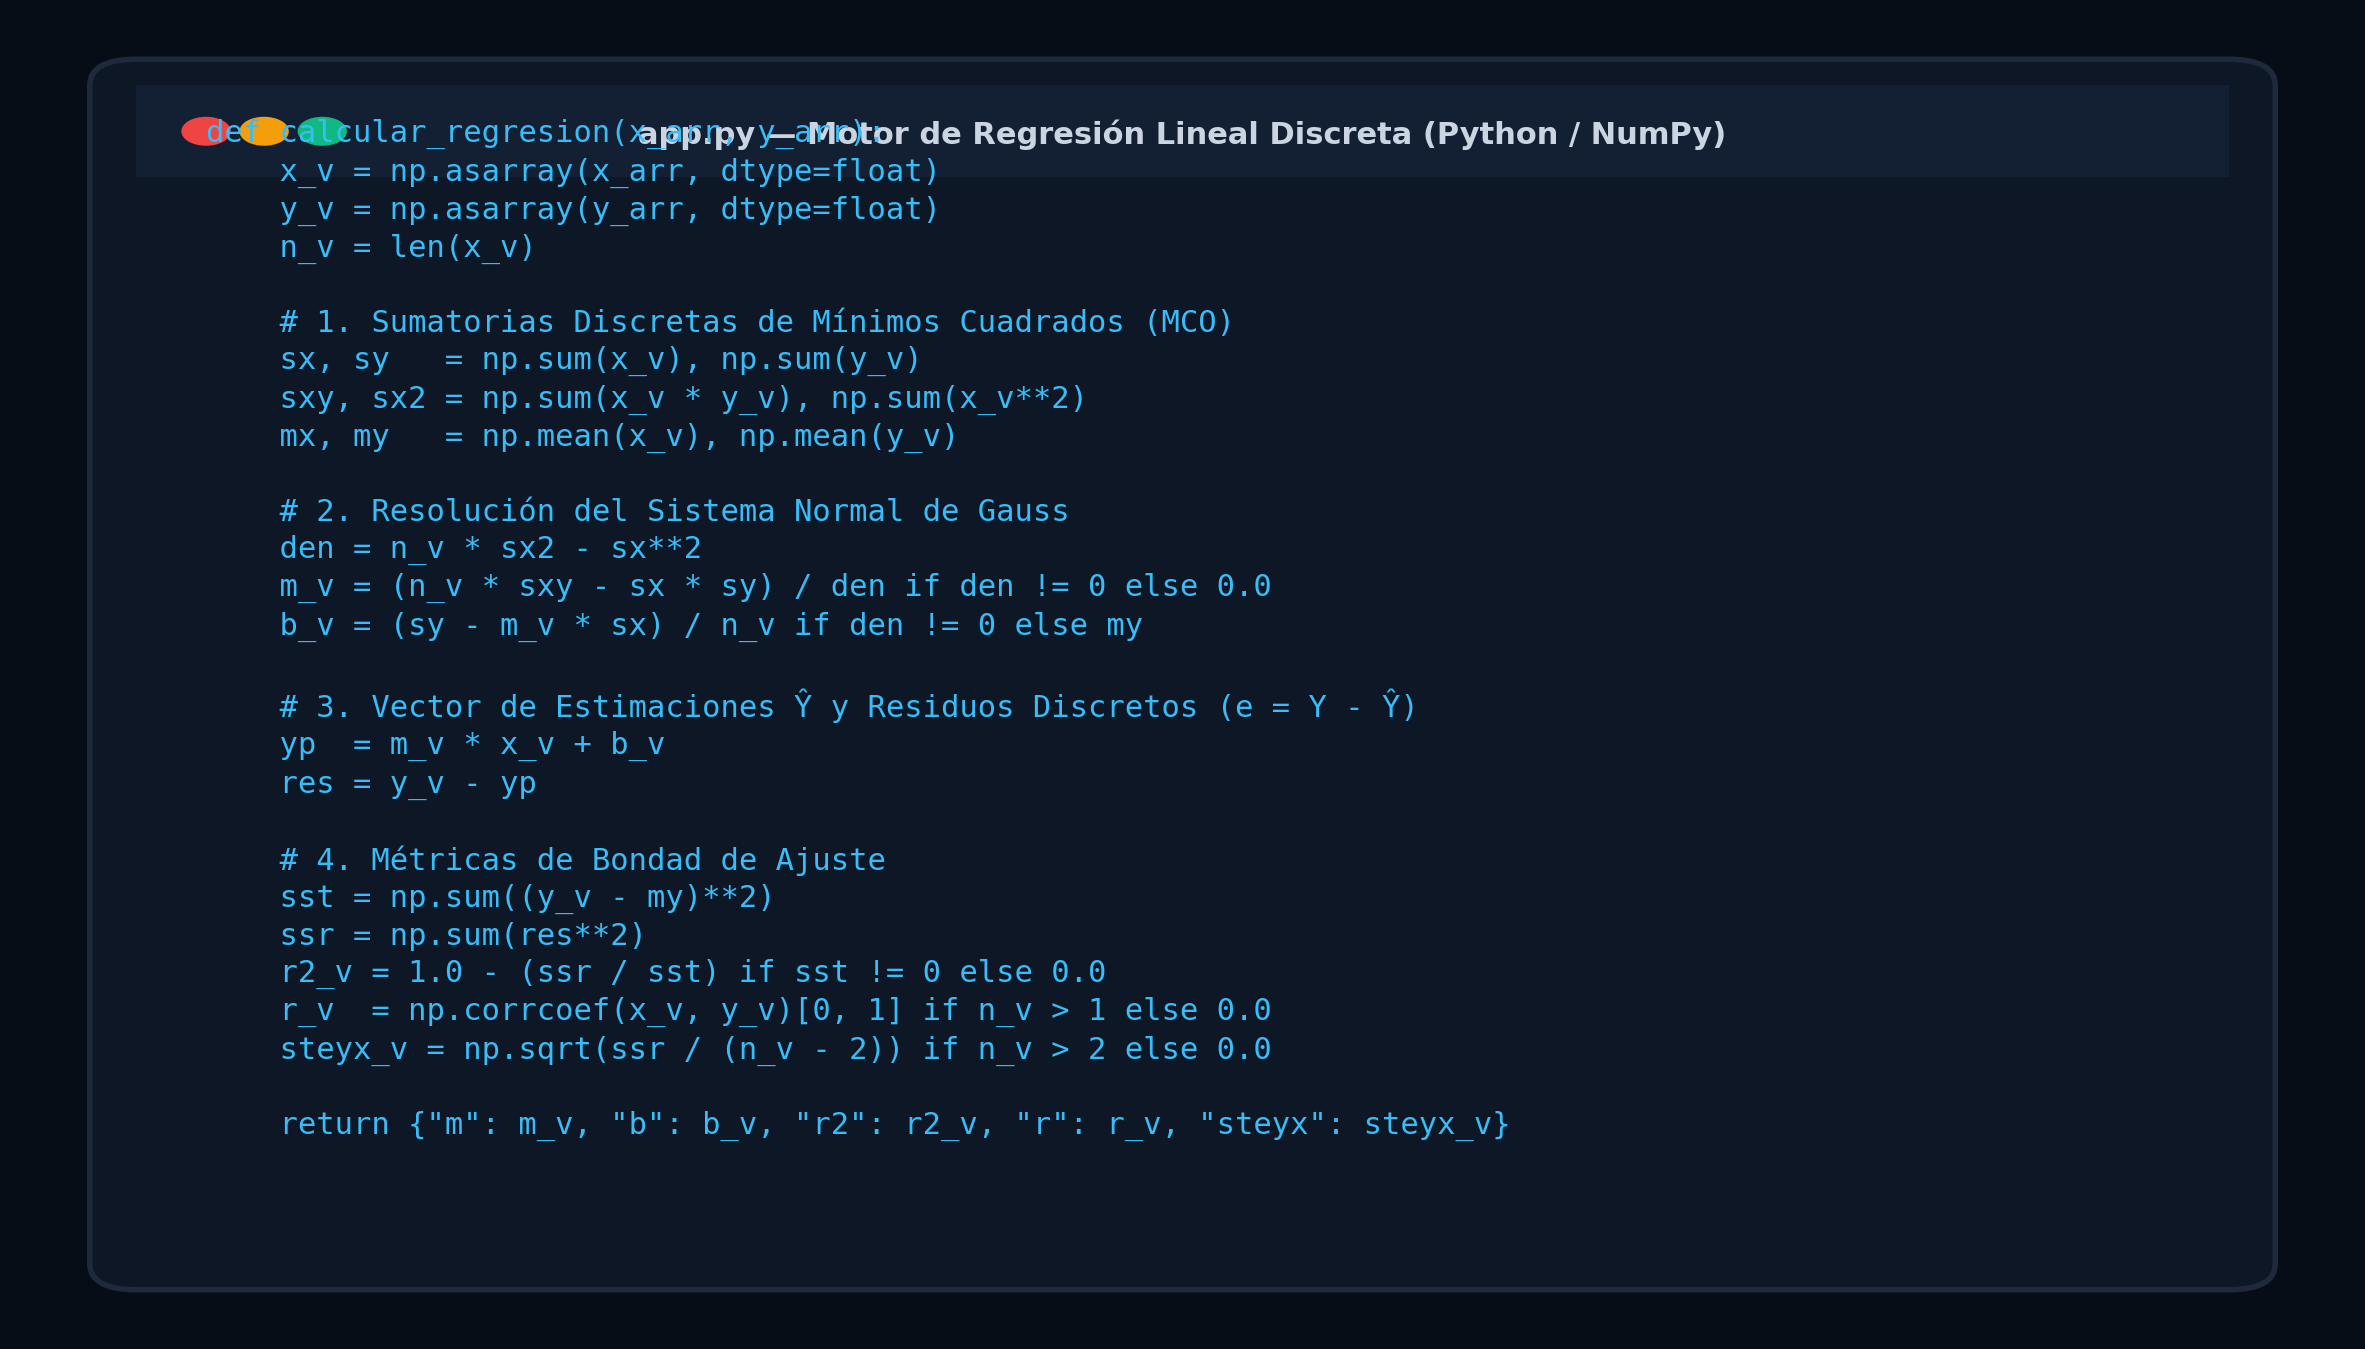 app.py — Motor de Regresión Lineal Discreta (Python / NumPy)
def calcular_regresion(x_arr, y_arr):
    x_v = np.asarray(x_arr, dtype=float)
    y_v = np.asarray(y_arr, dtype=float)
    n_v = len(x_v)

    # 1. Sumatorias Discretas de Mínimos Cuadrados (MCO)
    sx, sy   = np.sum(x_v), np.sum(y_v)
    sxy, sx2 = np.sum(x_v * y_v), np.sum(x_v**2)
    mx, my   = np.mean(x_v), np.mean(y_v)

    # 2. Resolución del Sistema Normal de Gauss
    den = n_v * sx2 - sx**2
    m_v = (n_v * sxy - sx * sy) / den if den != 0 else 0.0
    b_v = (sy - m_v * sx) / n_v if den != 0 else my

    # 3. Vector de Estimaciones Ŷ y Residuos Discretos (e = Y - Ŷ)
    yp  = m_v * x_v + b_v
    res = y_v - yp

    # 4. Métricas de Bondad de Ajuste
    sst = np.sum((y_v - my)**2)
    ssr = np.sum(res**2)
    r2_v = 1.0 - (ssr / sst) if sst != 0 else 0.0
    r_v  = np.corrcoef(x_v, y_v)[0, 1] if n_v > 1 else 0.0
    steyx_v = np.sqrt(ssr / (n_v - 2)) if n_v > 2 else 0.0

    return {"m": m_v, "b": b_v, "r2": r2_v, "r": r_v, "steyx": steyx_v}